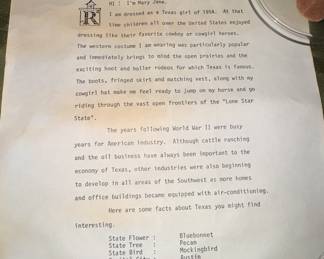 HI : I'm Mary Jane.
R
I am dressed as a Texas girl of 1950. At that
time children all over the United States enjoyed
dressing like their favorite cowboy or cowgirl heroes.
The western costume I am wearing was particularly popular
and immediately brings to mind the open prairies and the
exciting hoot and holler rodeos for which Texas is famous.
The boots, fringed skirt and matching vest, along with my
cowgirl hat make me feel ready to jump on my horse and go
riding through the vast open frontiers of the "Lone Star
State".
The years following World War II were busy
years for American industry. Although cattle ranching
and the oil business have always been important to the
economy of Texas, other industries were also beginning
to develop in all areas of the Southwest as more homes
and office buildings became equipped with air-conditioning.
Here are some facts about Texas you might find
interesting.
State Flower : Bluebonnet
State Tree : Pecan
State Bird : Mockingbird
Austin